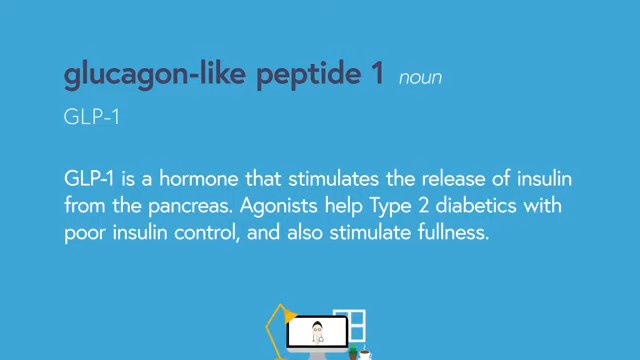 glucagon-like peptide 1 noun
GLP-1
GLP-1 is a hormone that stimulates the release of insulin
from the pancreas. Agonists help Type 2 diabetics with
poor insulin control, and also stimulate fullness.